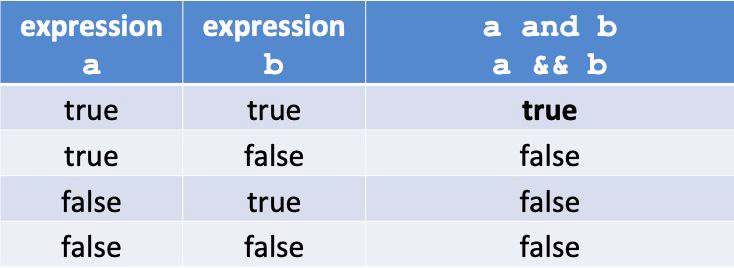 expression expression a and b
a b a && b
true true true
true false false
false true false
false false false